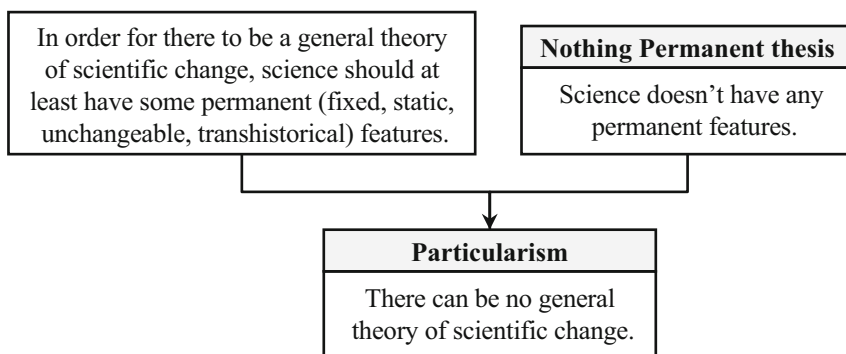 In order for there to be a general theory
of scientific change, science should at
least have some permanent (fixed, static,
unchangeable, transhistorical) features.
Nothing Permanent thesis
Science doesn’t have any
permanent features.
Particularism
There can be no general
theory of scientific change.